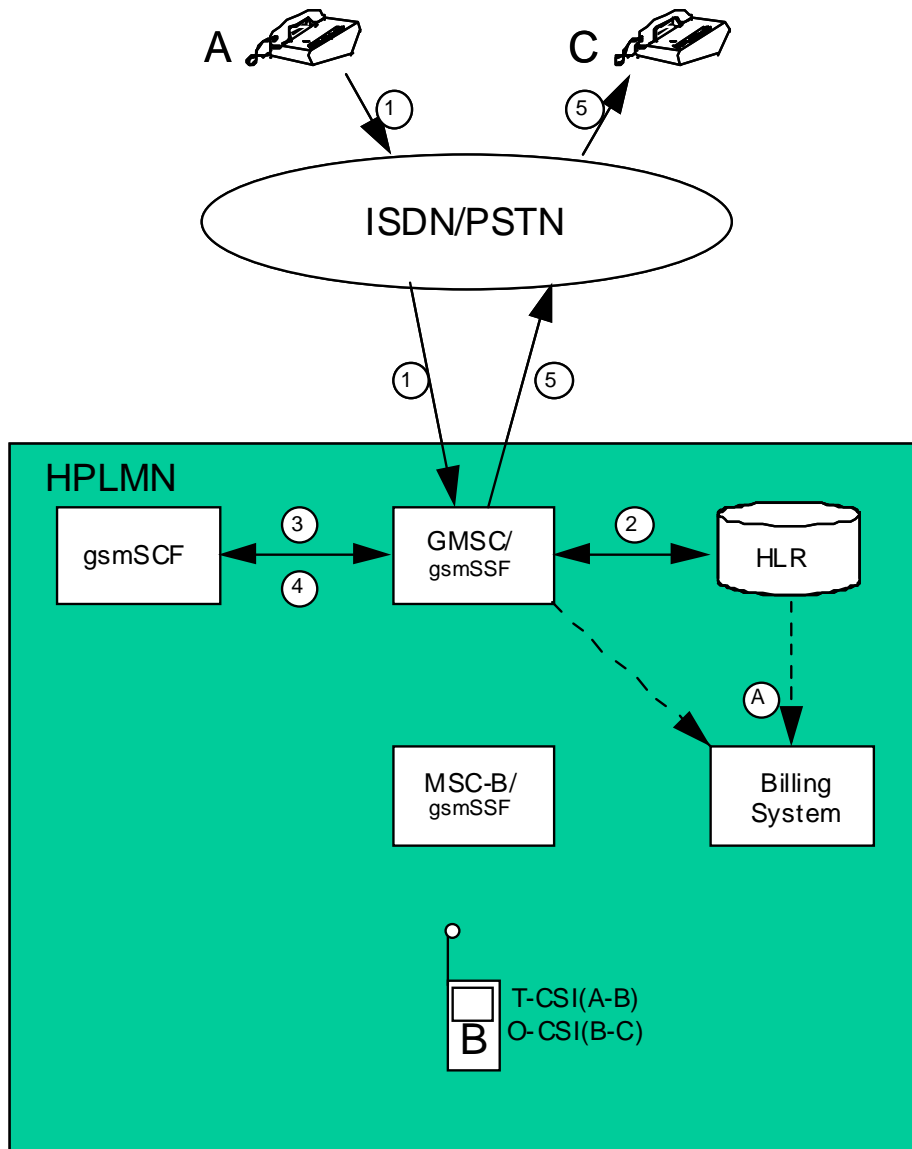 A
C
1
5
ISDN/PSTN
1
5
HPLMN
gsmSCF
3
4
GMSC/
gsmSSF
2
HLR
A
MSC-B/
gsmSSF
Billing
System
T-CSI(A-B)
O-CSI(B-C)
B